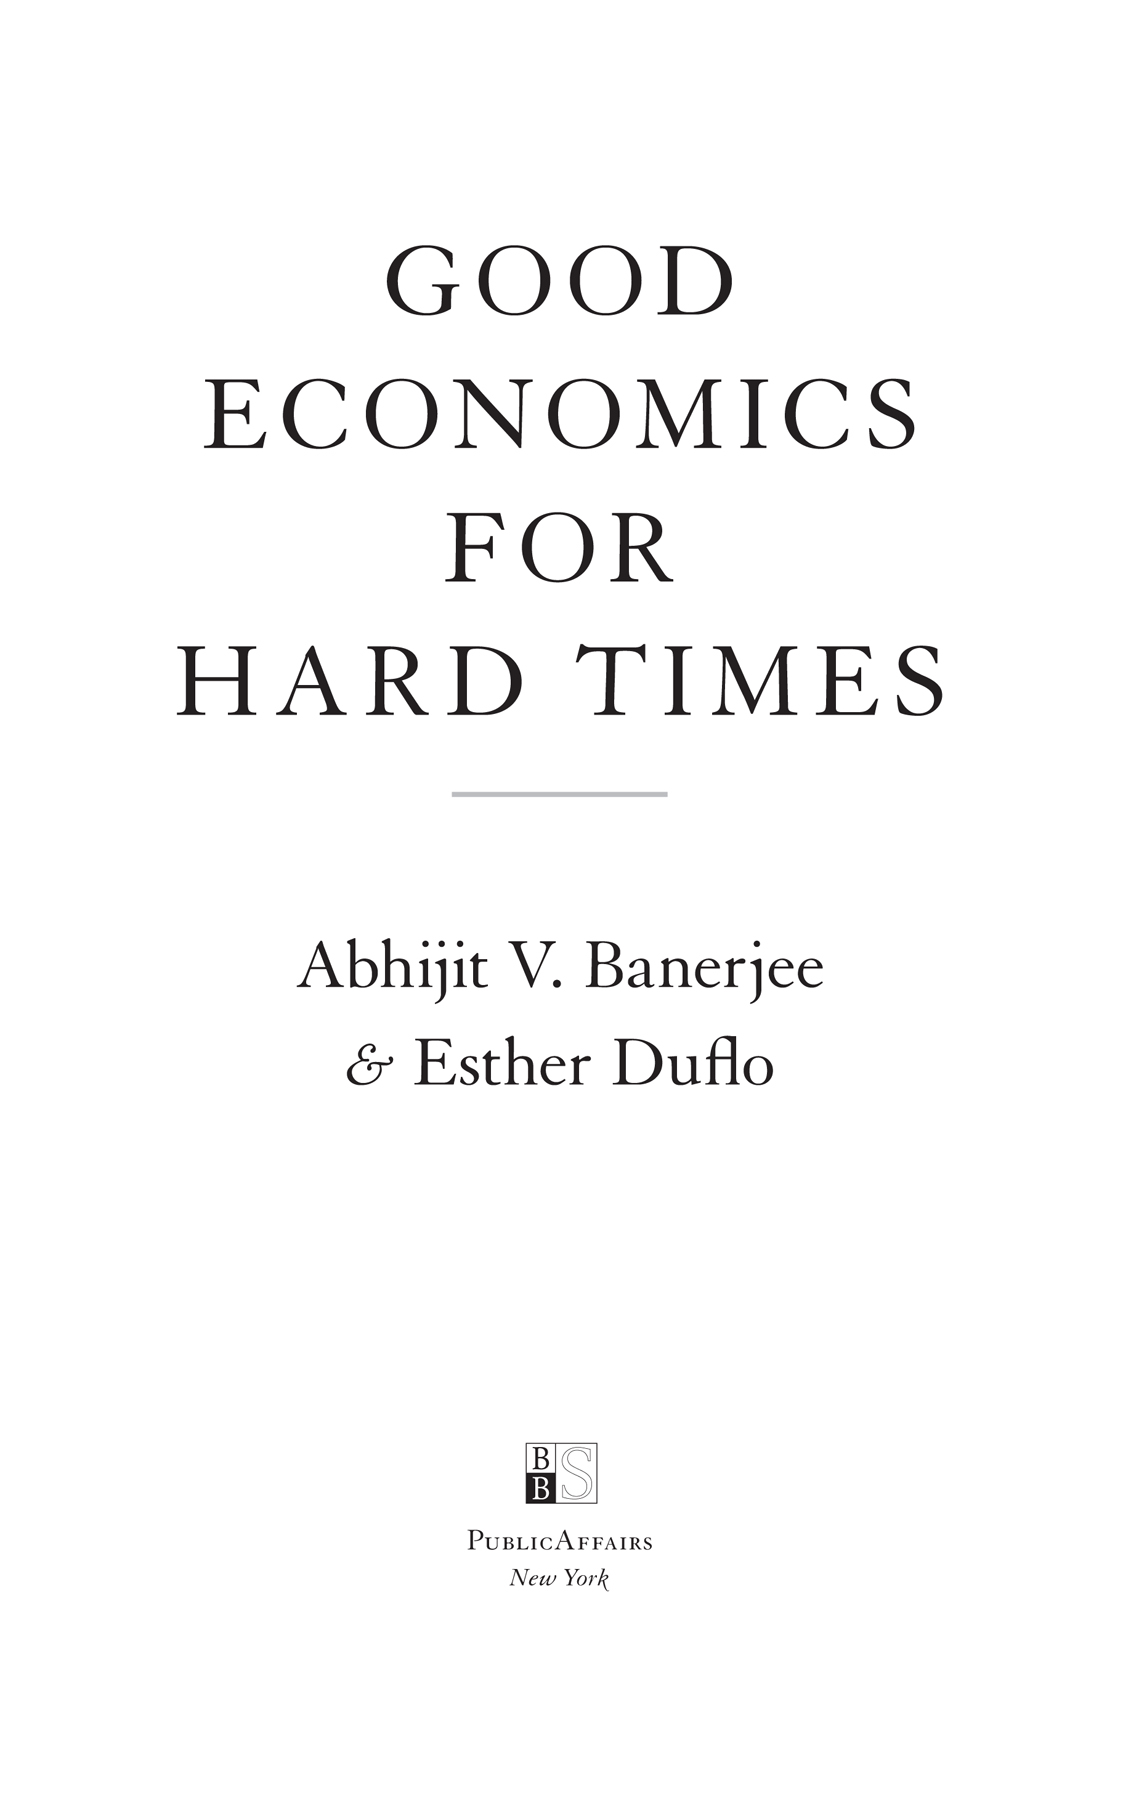 GOOD
ECONOMICS
FOR
HARD TIMES
Abhijit V. Banerjee
& Esther Duflo
B S
B
PUBLICAFFAIRS
New York